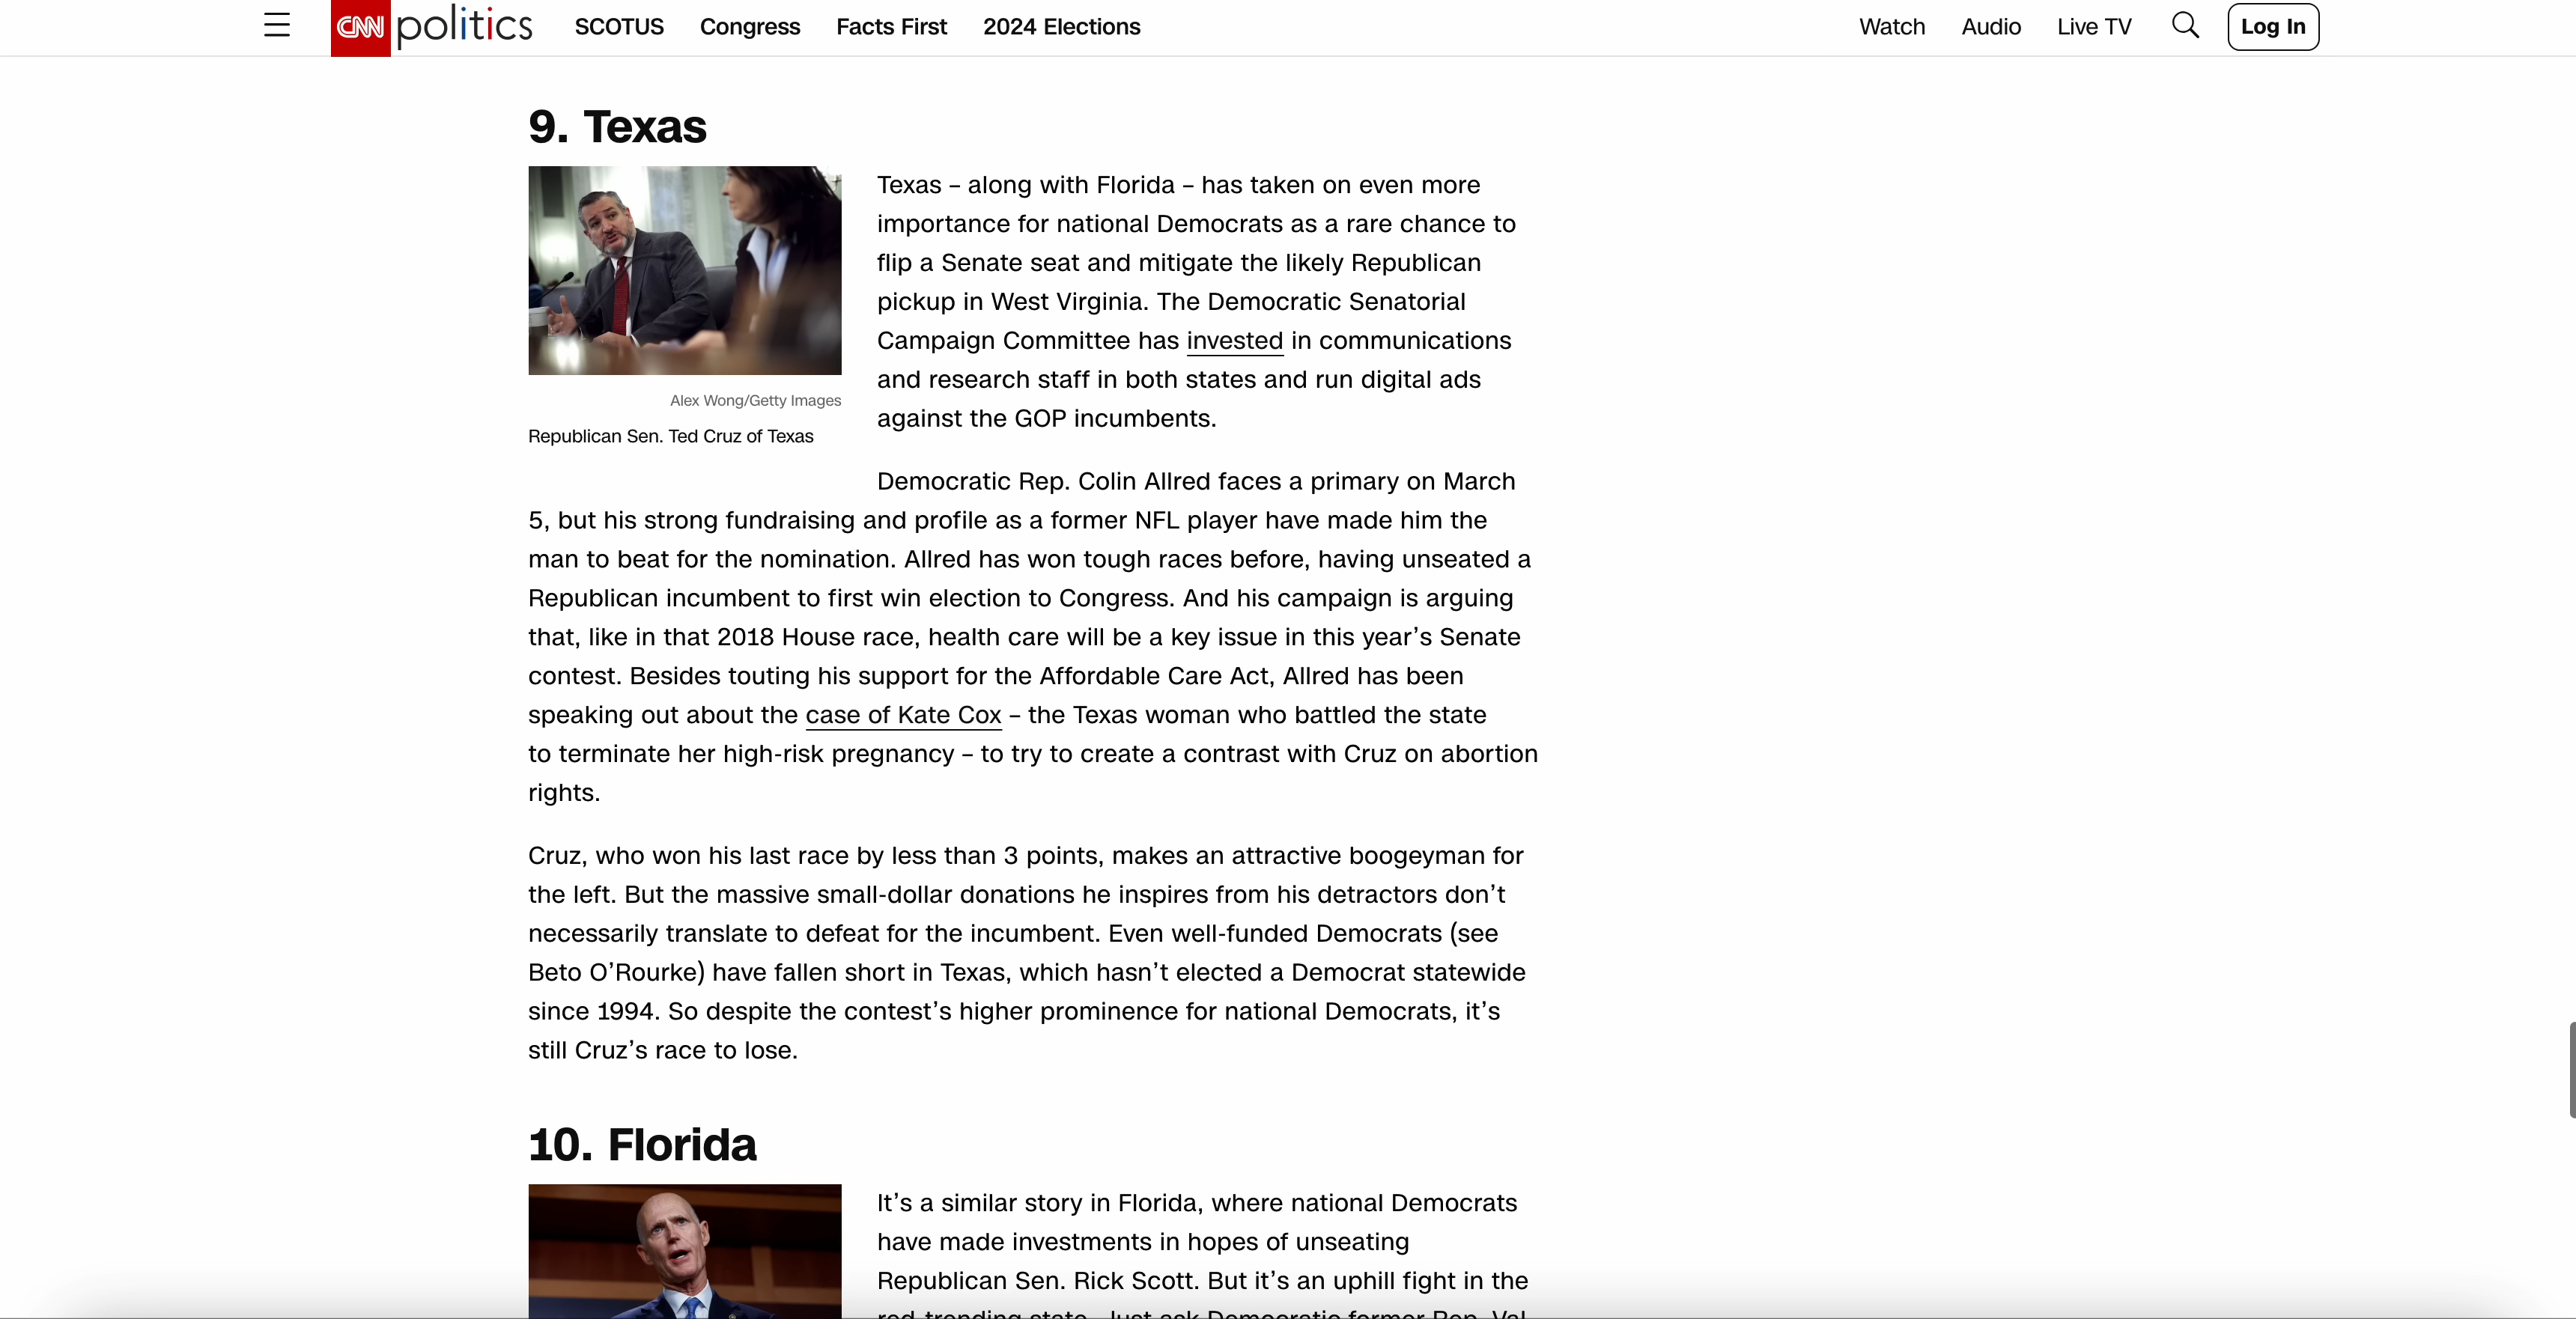 CNN politics SCOTUS Congress Facts First 2024 Elections Watch Audio Live TV Log In
9. Texas
Texas – along with Florida – has taken on even more
importance for national Democrats as a rare chance to
flip a Senate seat and mitigate the likely Republican
pickup in West Virginia. The Democratic Senatorial
Campaign Committee has invested in communications
and research staff in both states and run digital ads
against the GOP incumbents.
Alex Wong/Getty Images
Republican Sen. Ted Cruz of Texas
Democratic Rep. Colin Allred faces a primary on March
5, but his strong fundraising and profile as a former NFL player have made him the
man to beat for the nomination. Allred has won tough races before, having unseated a
Republican incumbent to first win election to Congress. And his campaign is arguing
that, like in that 2018 House race, health care will be a key issue in this year’s Senate
contest. Besides touting his support for the Affordable Care Act, Allred has been
speaking out about the case of Kate Cox – the Texas woman who battled the state
to terminate her high-risk pregnancy – to try to create a contrast with Cruz on abortion
rights.
Cruz, who won his last race by less than 3 points, makes an attractive boogeyman for
the left. But the massive small-dollar donations he inspires from his detractors don’t
necessarily translate to defeat for the incumbent. Even well-funded Democrats (see
Beto O’Rourke) have fallen short in Texas, which hasn’t elected a Democrat statewide
since 1994. So despite the contest’s higher prominence for national Democrats, it’s
still Cruz’s race to lose.
10. Florida
It’s a similar story in Florida, where national Democrats
have made investments in hopes of unseating
Republican Sen. Rick Scott. But it’s an uphill fight in the
red-trending state. Just ask Democratic former Rep. Val